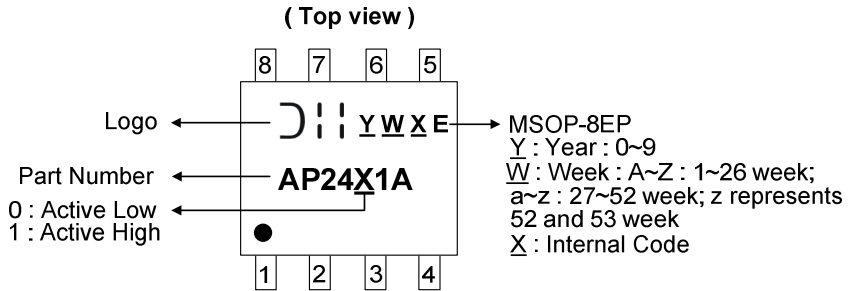 ( Top view )
8 7 6 5
Logo
Y W X E
MSOP-8EP
Y : Year : 0~9
W : Week : A~Z : 1~26 week;
a~z : 27~52 week; z represents
52 and 53 week
X : Internal Code
Part Number
AP24X1A
0 : Active Low
1 : Active High
1 2 3 4